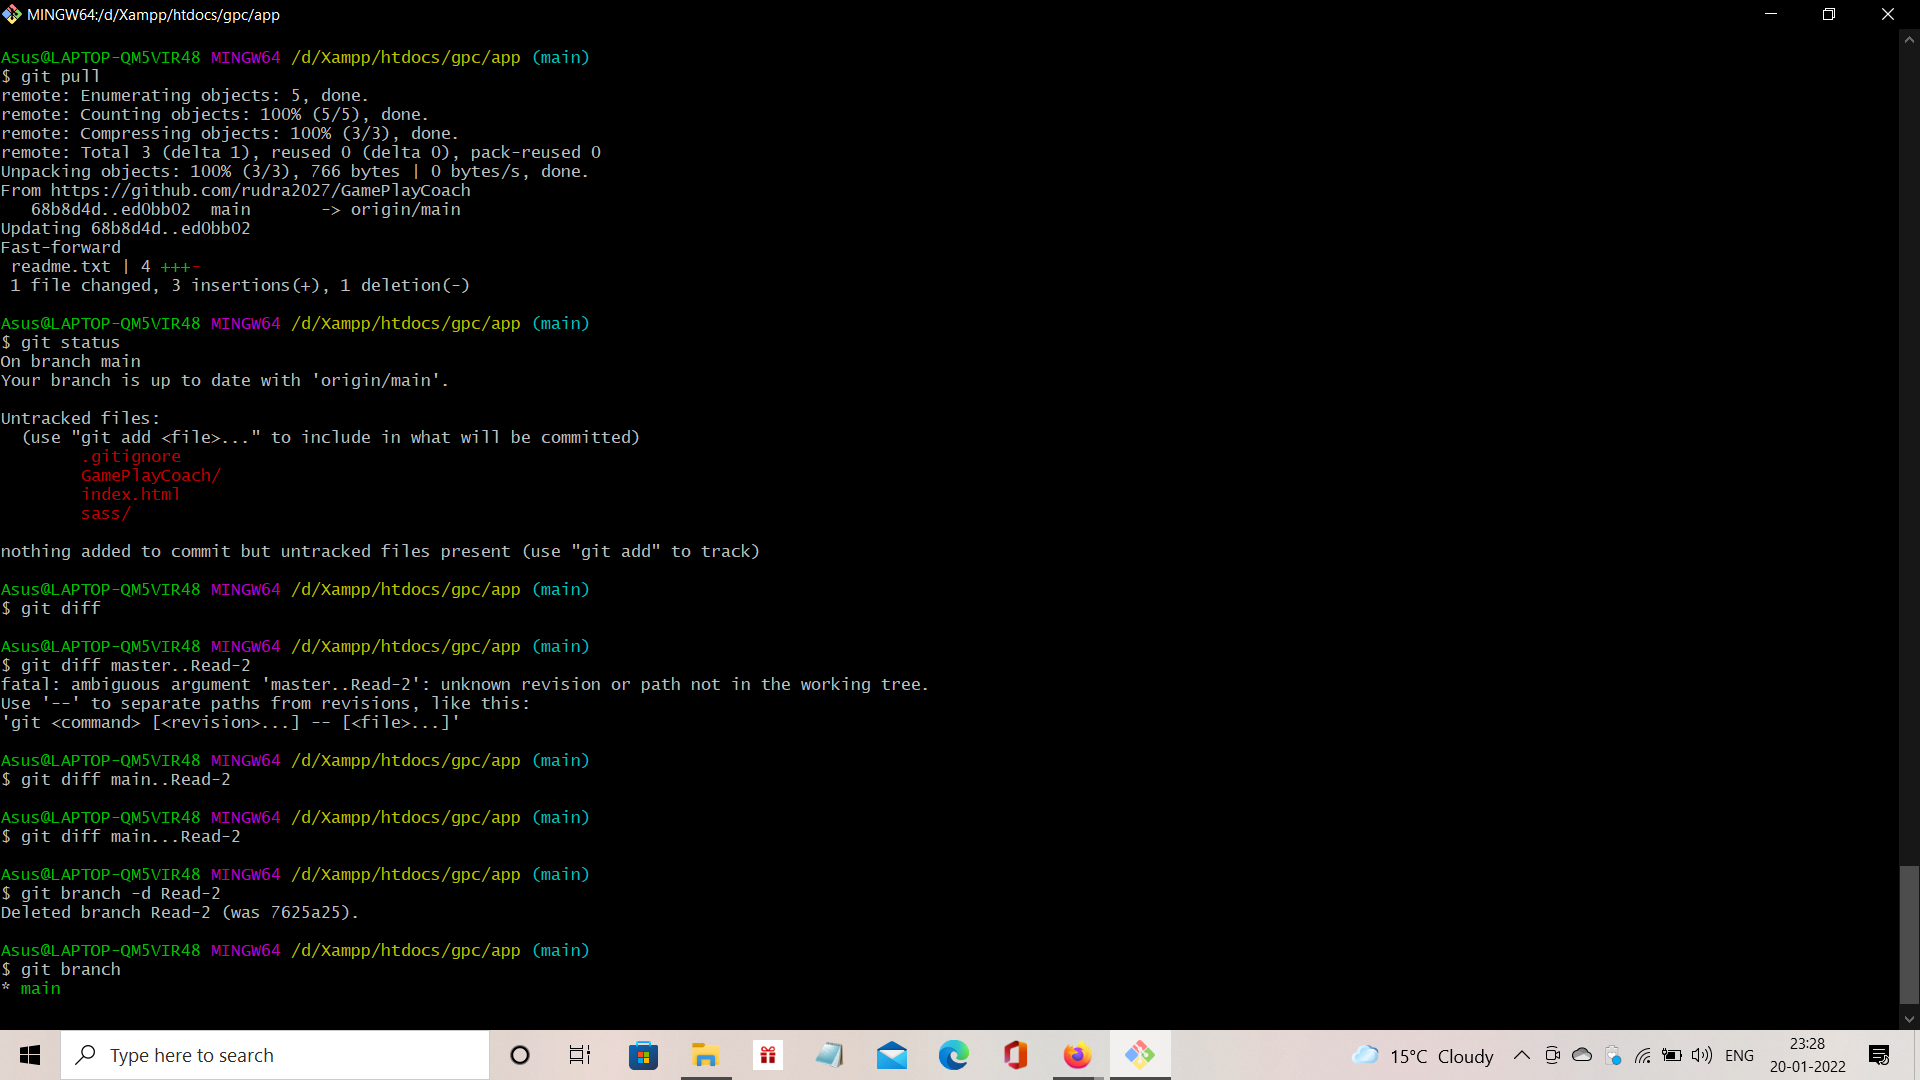 MINGW64:/d/Xampp/htdocs/gpc/app
Asus@LAPTOP-QM5VIR48 MINGW64 /d/Xampp/htdocs/gpc/app (main)
$ git pull
remote: Enumerating objects: 5, done.
remote: Counting objects: 100% (5/5), done.
remote: Compressing objects: 100% (3/3), done.
remote: Total 3 (delta 1), reused 0 (delta 0), pack-reused 0
Unpacking objects: 100% (3/3), 766 bytes | 0 bytes/s, done.
From https://github.com/rudra2027/GamePlayCoach
   68b8d4d..ed0bb02  main       -> origin/main
Updating 68b8d4d..ed0bb02
Fast-forward
 readme.txt | 4 +++-
 1 file changed, 3 insertions(+), 1 deletion(-)
Asus@LAPTOP-QM5VIR48 MINGW64 /d/Xampp/htdocs/gpc/app (main)
$ git status
On branch main
Your branch is up to date with 'origin/main'.
Untracked files:
  (use "git add <file>..." to include in what will be committed)
        .gitignore
        GamePlayCoach/
        index.html
        sass/
nothing added to commit but untracked files present (use "git add" to track)
Asus@LAPTOP-QM5VIR48 MINGW64 /d/Xampp/htdocs/gpc/app (main)
$ git diff
Asus@LAPTOP-QM5VIR48 MINGW64 /d/Xampp/htdocs/gpc/app (main)
$ git diff master..Read-2
fatal: ambiguous argument 'master..Read-2': unknown revision or path not in the working tree.
Use '--' to separate paths from revisions, like this:
'git <command> [<revision>...] -- [<file>...]'
Asus@LAPTOP-QM5VIR48 MINGW64 /d/Xampp/htdocs/gpc/app (main)
$ git diff main..Read-2
Asus@LAPTOP-QM5VIR48 MINGW64 /d/Xampp/htdocs/gpc/app (main)
$ git diff main...Read-2
Asus@LAPTOP-QM5VIR48 MINGW64 /d/Xampp/htdocs/gpc/app (main)
$ git branch -d Read-2
Deleted branch Read-2 (was 7625a25).
Asus@LAPTOP-QM5VIR48 MINGW64 /d/Xampp/htdocs/gpc/app (main)
$ git branch
* main
Type here to search
15°C Cloudy
ENG
23:28
20-01-2022